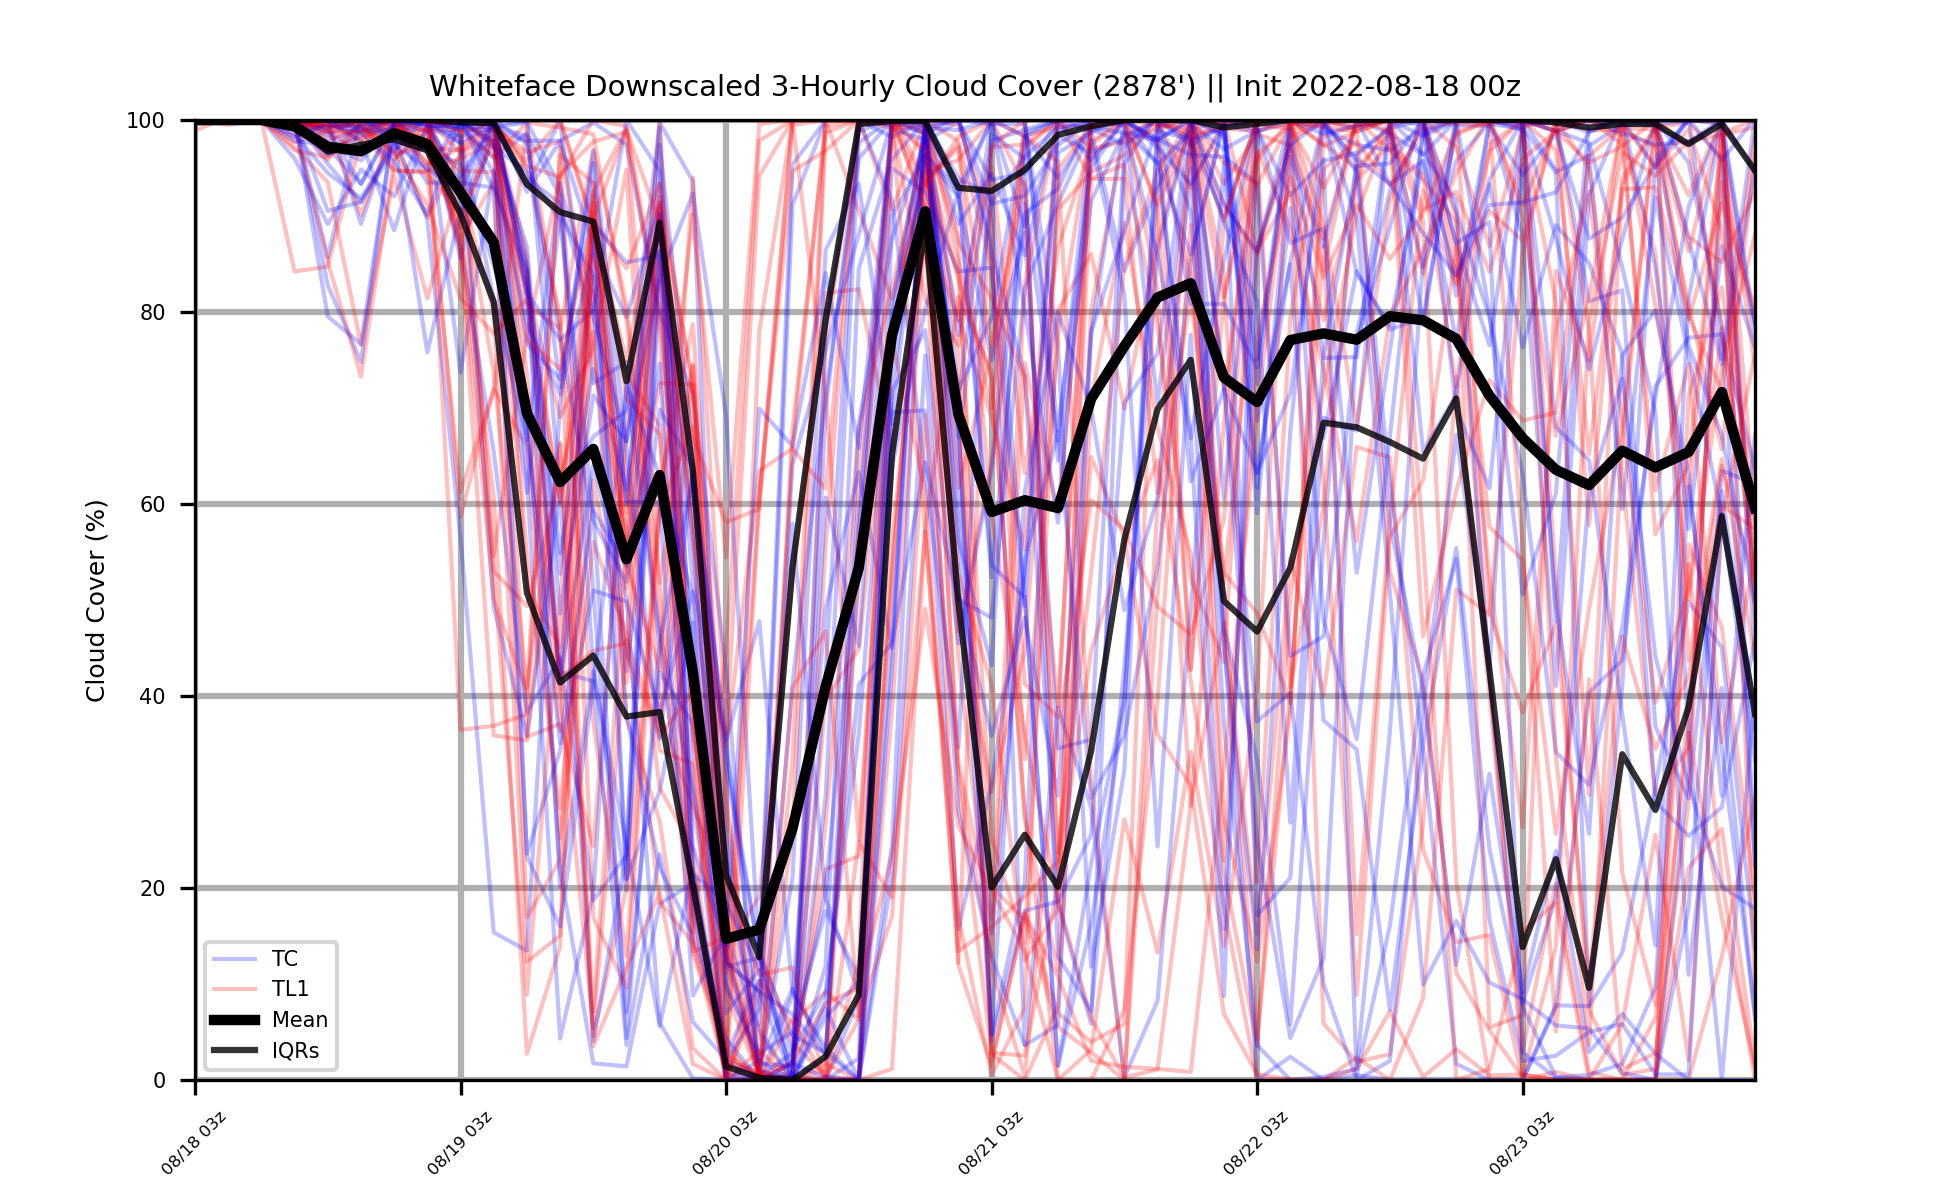 Whiteface Downscaled 3-Hourly Cloud Cover (2878') || Init 2022-08-18 00z
Cloud Cover (%)
100
80
60
40
20
0
TC
TL1
Mean
IQRs
08/18 03z
08/19 03z
08/20 03z
08/21 03z
08/22 03z
08/23 03z